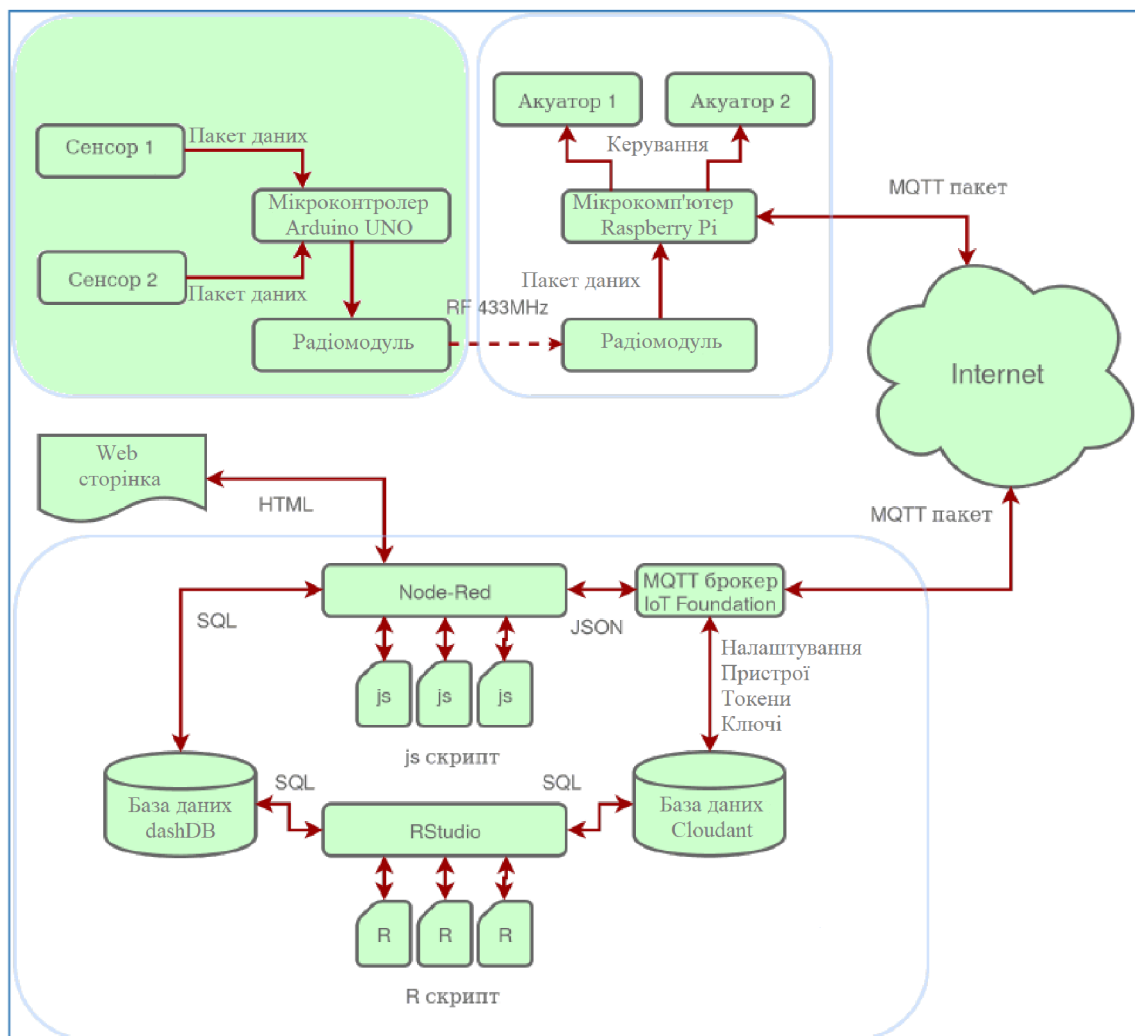 Сенсор 1
Пакет даних
Мікроконтролер
Arduino UNO
Сенсор 2
Пакет даних
Радіомодуль
RF 433MHz
Акуатор 1
Акуатор 2
Керування
Мікрокомп'ютер
Raspberry Pi
Пакет даних
Радіомодуль
MQTT пакет
Internet
MQTT пакет
Web
сторінка
HTML
Node-Red
MQTT брокер
IoT Foundation
JSON
SQL
js
js
js
js скрипт
Налаштування
Пристрої
Токени
Ключі
База даних
dashDB
SQL
RStudio
SQL
База даних
Cloudant
R
R
R
R скрипт